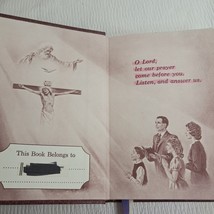 This Book Belongs to
O Lord,
let our prayer
come before you.
Listen, and answer us.